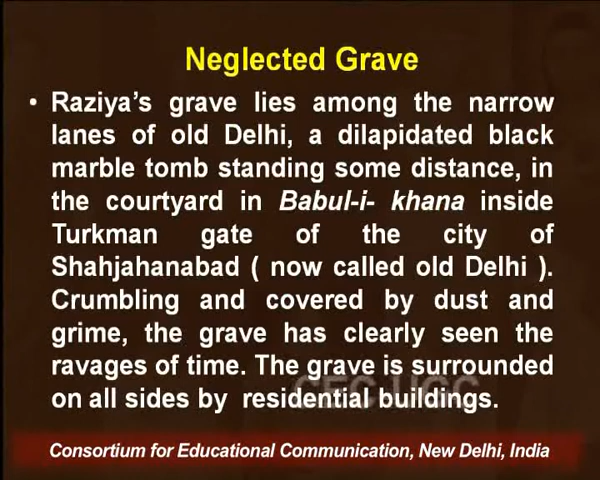 Neglected Grave
• Raziya's grave lies among the narrow
lanes of old Delhi, a dilapidated black
marble tomb standing some distance, in
the courtyard in Babul-i- khana inside
Turkman gate of the city of
Shahjahanabad ( now called old Delhi ).
Crumbling and covered by dust and
grime, the grave has clearly seen the
ravages of time. The grave is surrounded
on all sides by residential buildings.
CEC-UGC
Consortium for Educational Communication, New Delhi, India